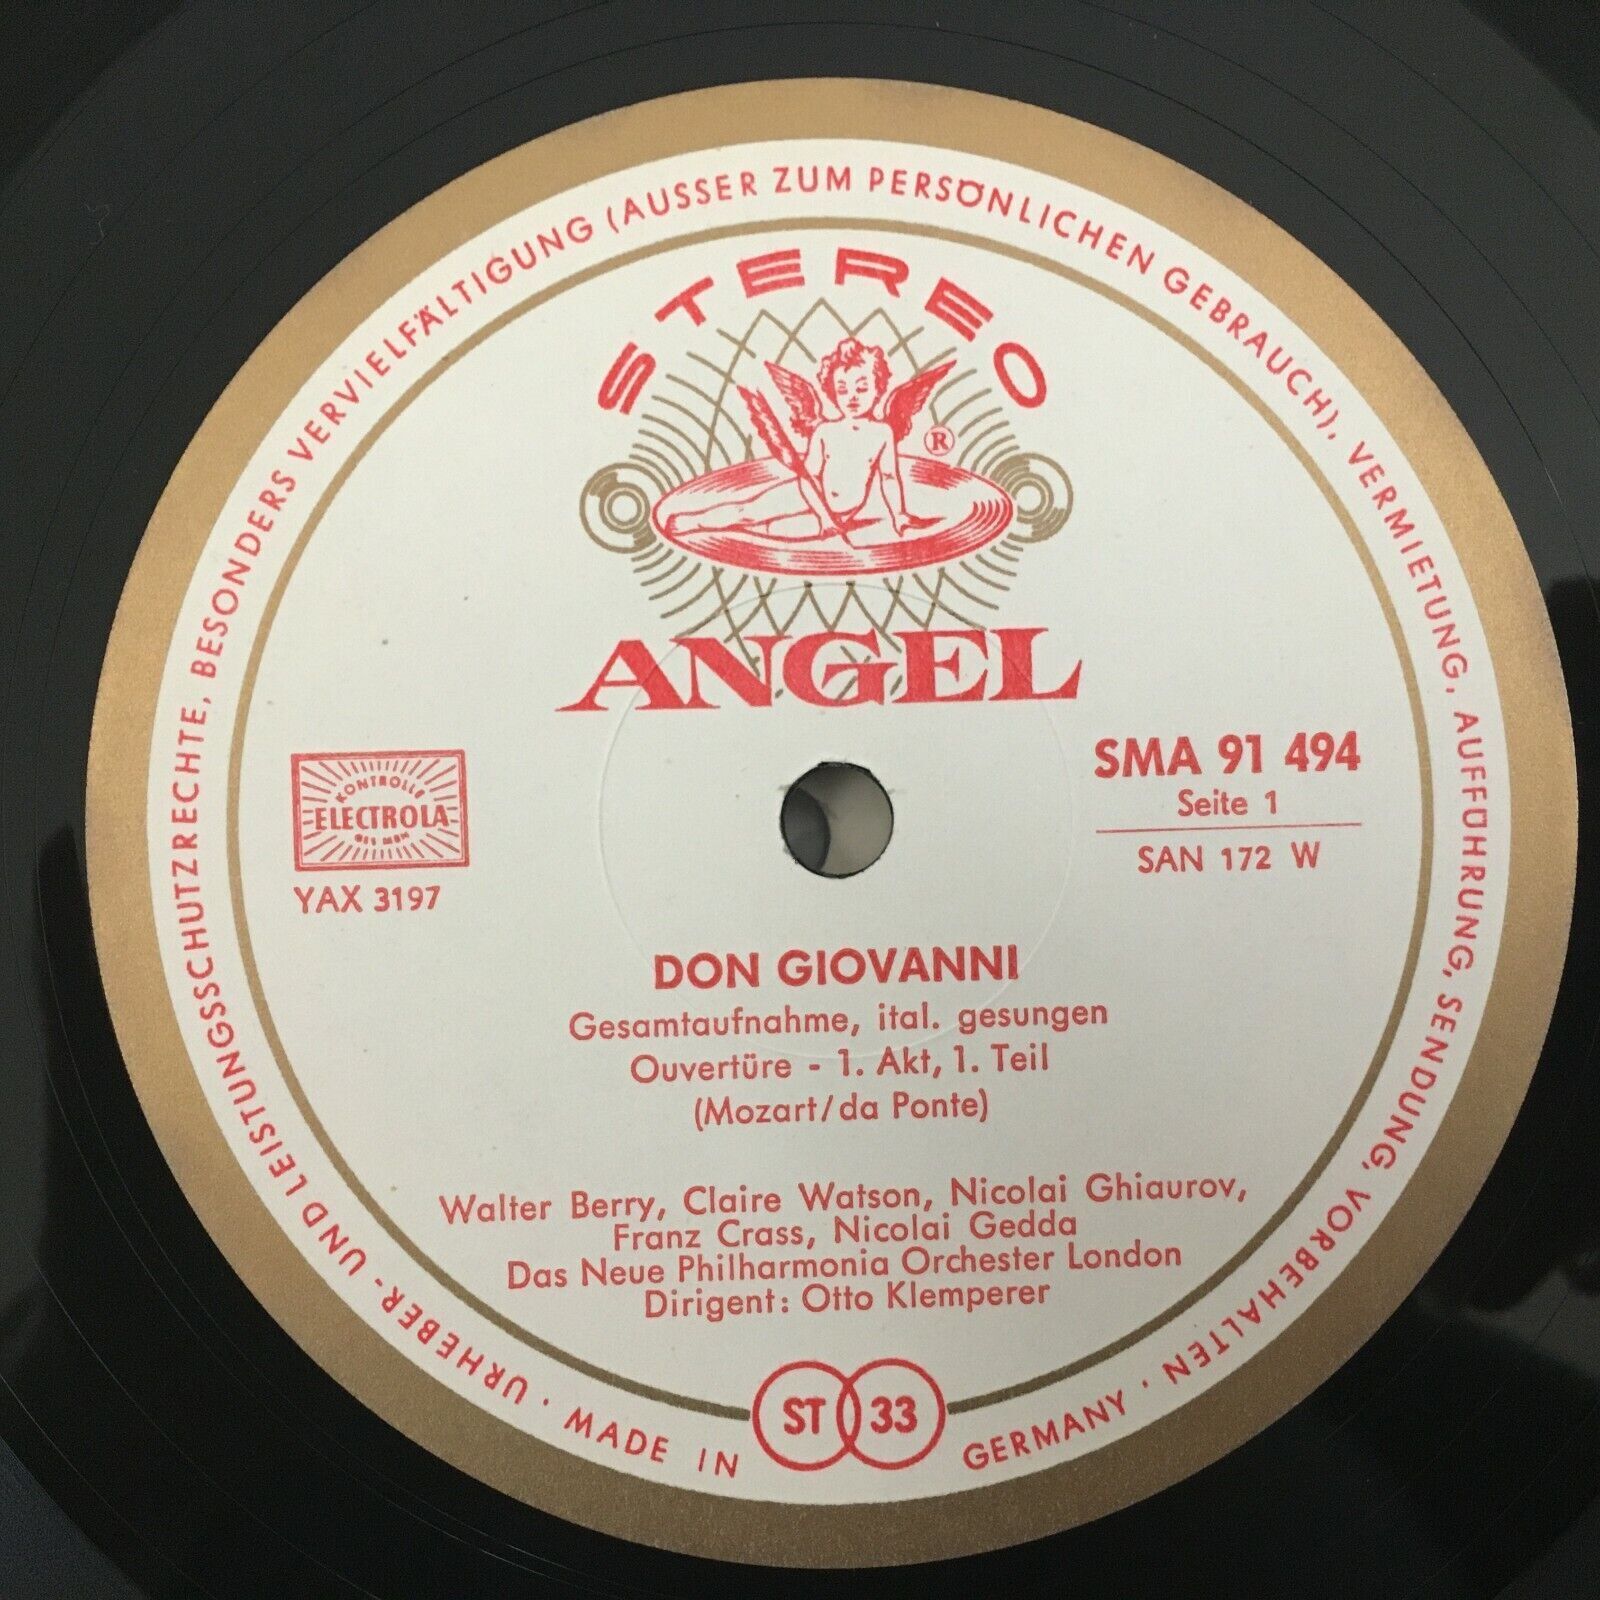 URHEBER- UND LEISTUNGSSCHUTZRECHTE, BESONDERS VERVIELFÄLTIGUNG (AUSSER ZUM PERSÖNLICHEN GEBRAUCH), VERMIETUNG, AUFFÜHRUNG, SENDUNG, VORBEHALTEN ·
STEREO
®
ANGEL
KONTROLLE
ELECTROLA
YAX 3197
SMA 91 494
Seite 1
SAN 172 W
DON GIOVANNI
Gesamtaufnahme, ital. gesungen
Ouvertüre - 1. Akt, 1. Teil
(Mozart/da Ponte)
Walter Berry, Claire Watson, Nicolai Ghiaurov,
Franz Crass, Nicolai Gedda
Das Neue Philharmonia Orchester London
Dirigent: Otto Klemperer
ST 33
· MADE IN GERMANY ·